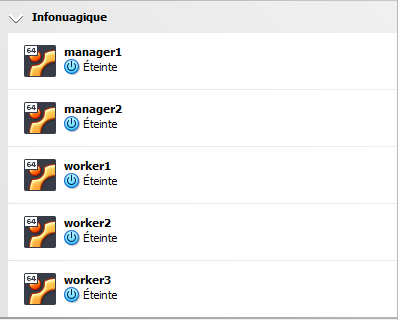 Infonuagique
64
manager1
Éteinte
64
manager2
Éteinte
64
worker1
Éteinte
64
worker2
Éteinte
64
worker3
Éteinte